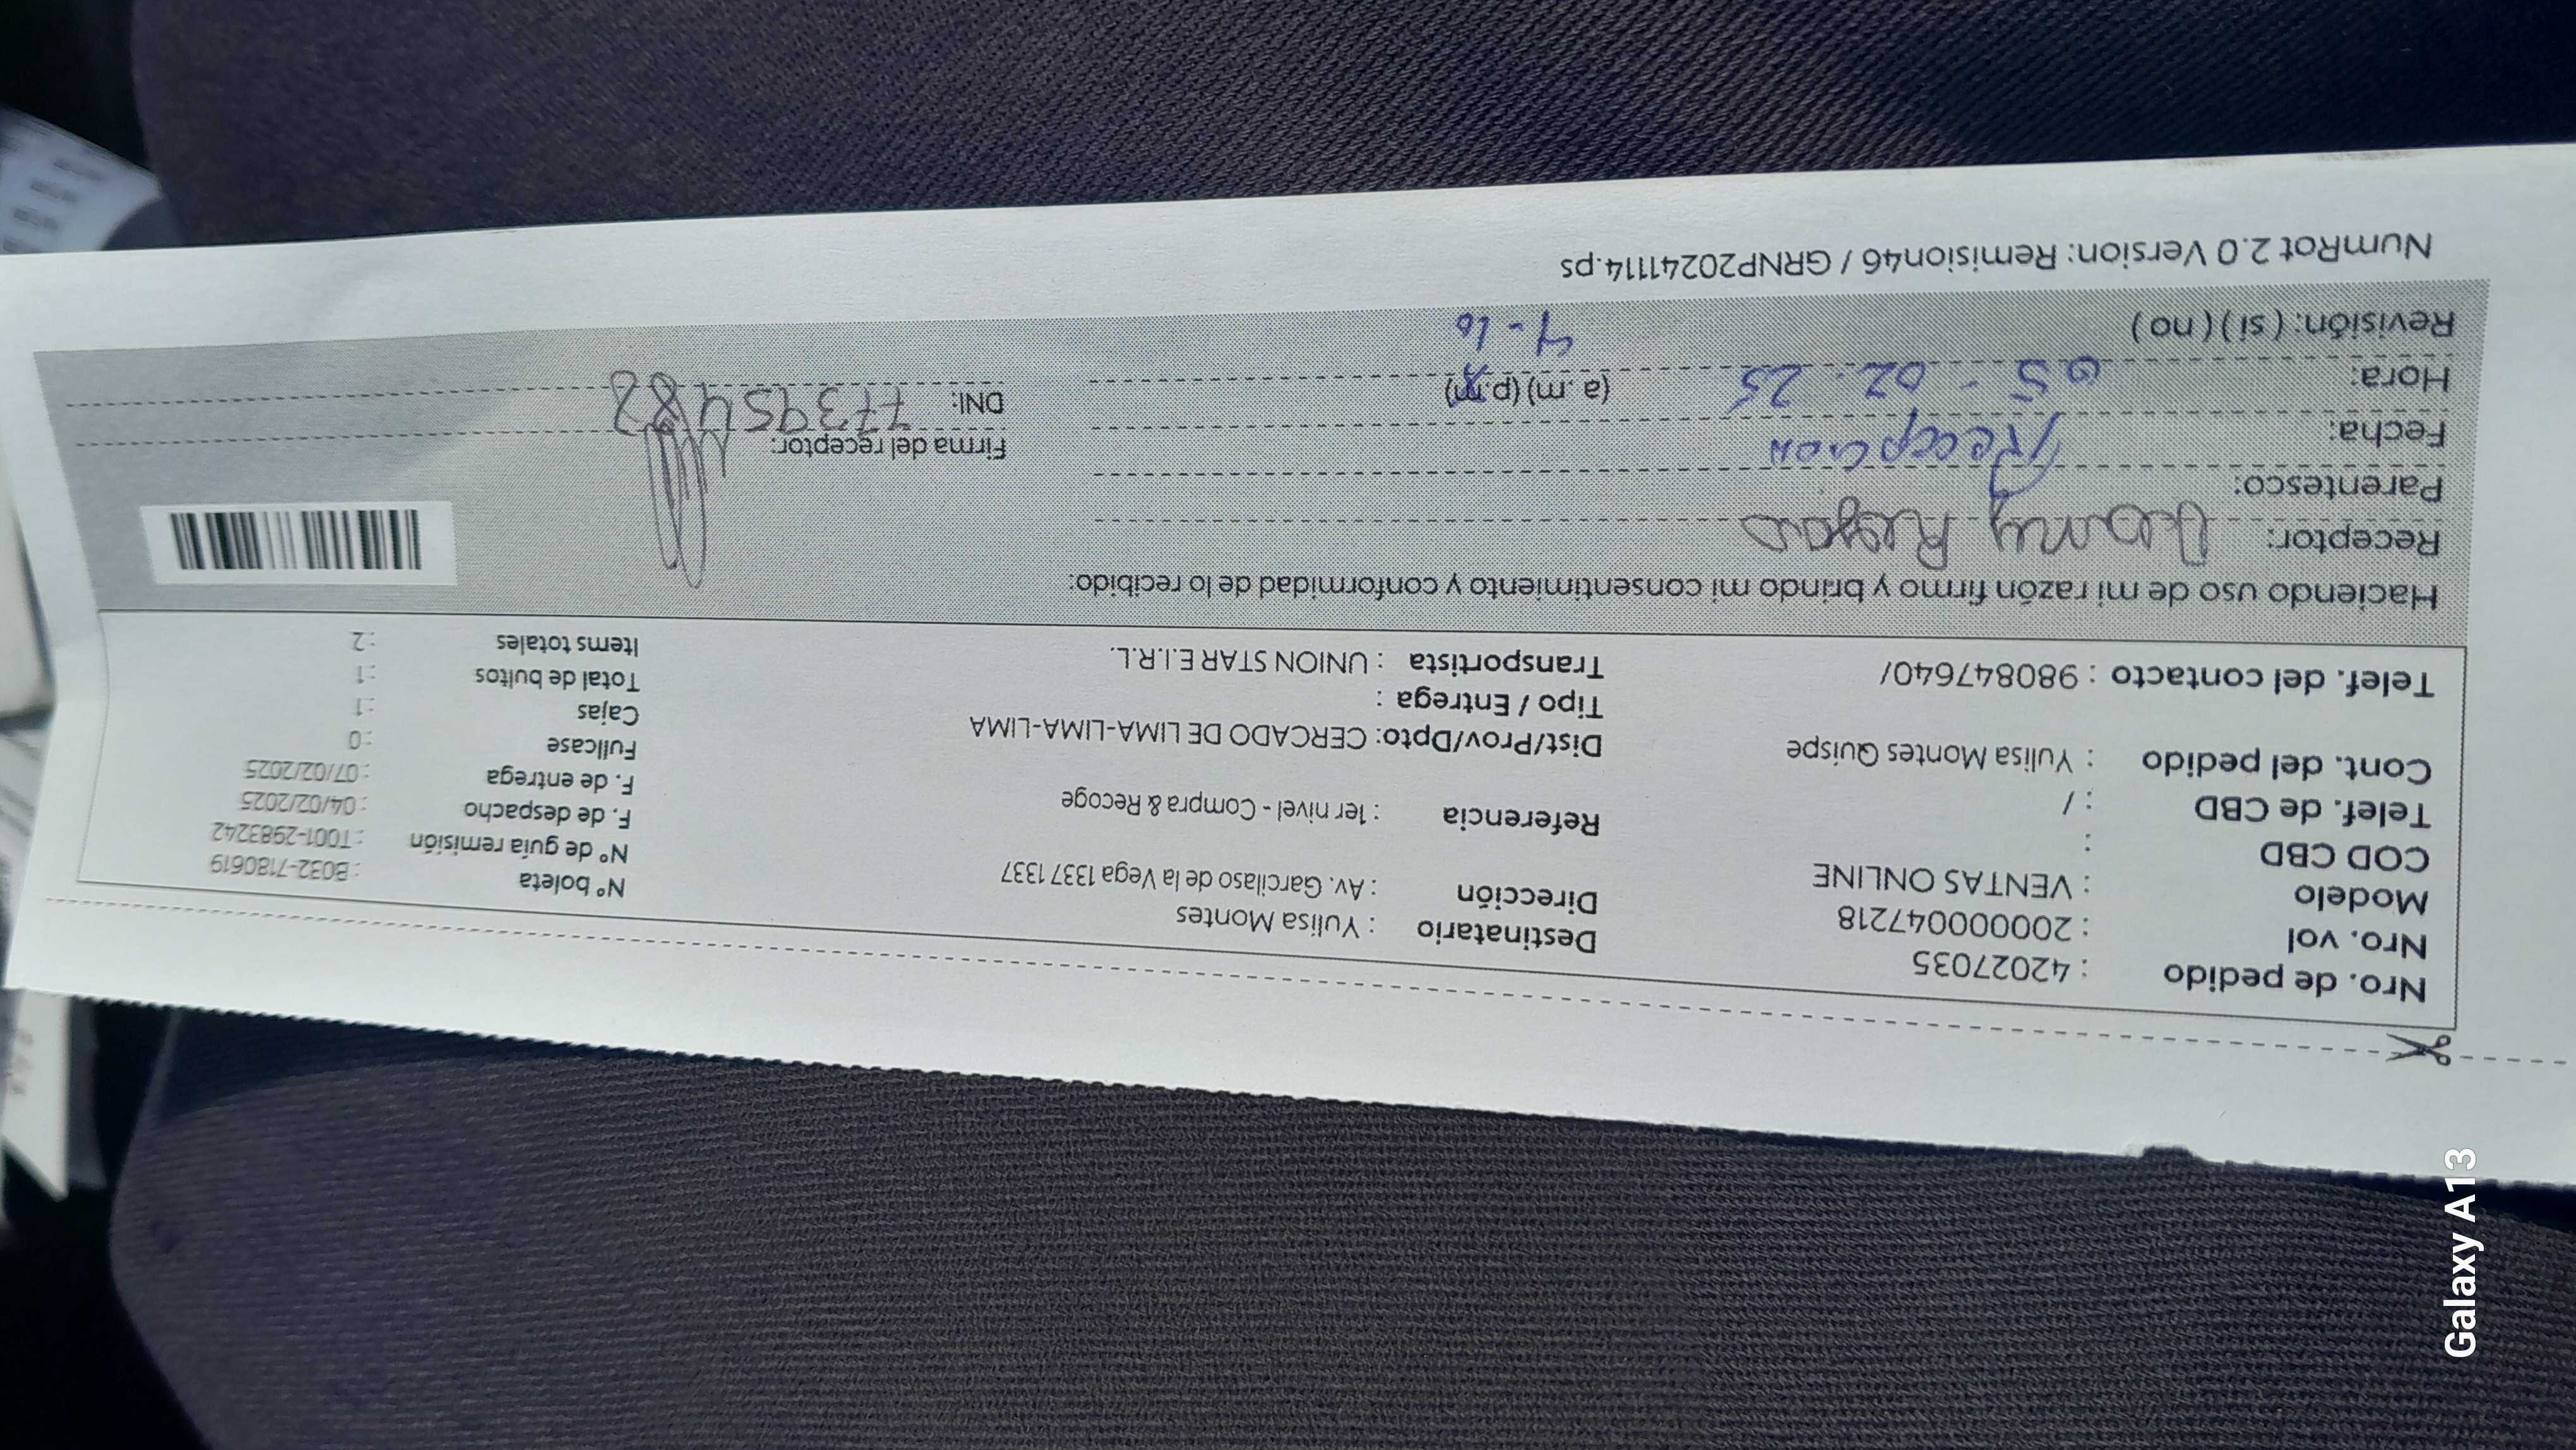 Nro. de pedido : 42027035
Nro. vol : 20000047218
Modelo : VENTAS ONLINE
COD CBD :
Telef. de CBD : /
Cont. del pedido : Yulisa Montes Quispe
Telef. del contacto : 980847640/
Destinatario : Yulisa Montes
Dirección : Av. Garcilaso de la Vega 1337 1337
Referencia : 1er nivel - Compra & Recoge
Dist/Prov/Dpto: CERCADO DE LIMA-LIMA-LIMA
Tipo / Entrega :
Transportista : UNION STAR E.I.R.L.
N° boleta : B032-7180619
N° de guía remisión : T001-2983242
F. de despacho : 04/02/2025
F. de entrega : 07/02/2025
Fullcase : 0
Cajas : 1
Total de bultos : 1
Items totales : 2
Haciendo uso de mi razón firmo y brindo mi consentimiento y conformidad de lo recibido:
Receptor:
Parentesco: Recepcion
Fecha: 05-02-25
Hora: (a.m) (p.m)
Revisión: ( si ) ( no )
Firma del receptor:
DNI:
NumRot 2.0 Version: Remision46 / GRNP20241114.ps
Galaxy A13